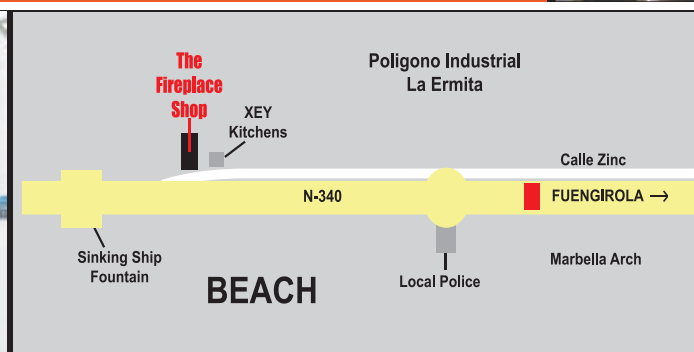 The
Fireplace
Shop
XEY
Kitchens
Poligono Industrial
La Ermita
Calle Zinc
N-340
FUENGIROLA →
Sinking Ship
Fountain
BEACH
Local Police
Marbella Arch